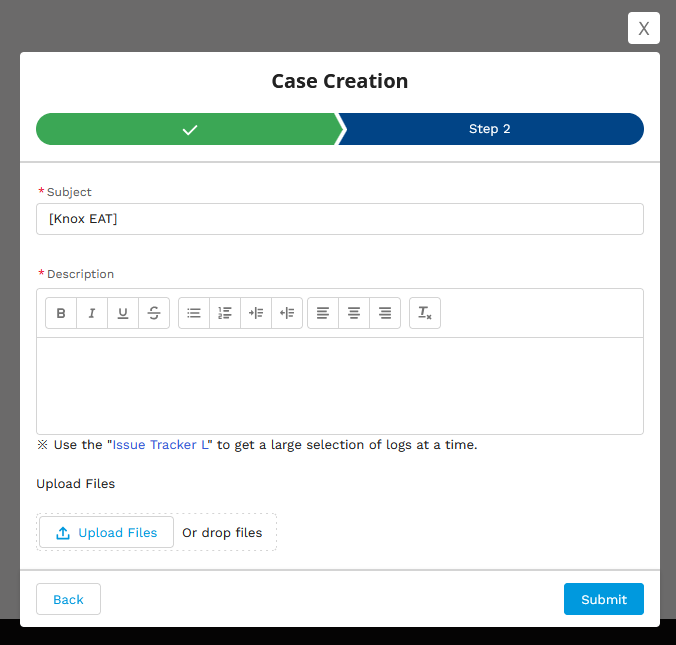 X
Case Creation
Step 2
*Subject
[Knox EAT]
*Description
B I U S
※ Use the "Issue Tracker L" to get a large selection of logs at a time.
Upload Files
Upload Files Or drop files
Back Submit